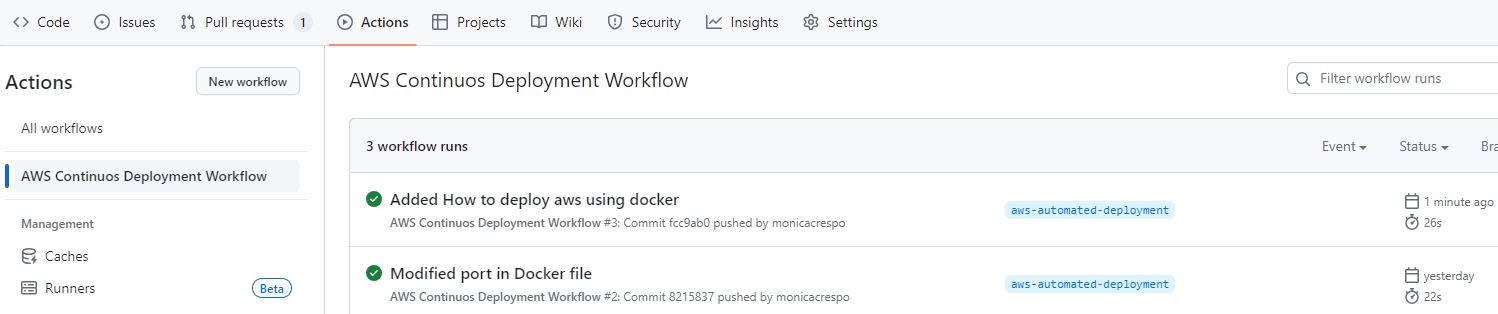 Code Issues Pull requests 1 Actions Projects Wiki Security Insights Settings
Actions
New workflow
All workflows
AWS Continuos Deployment Workflow
Management
Caches
Runners Beta
AWS Continuos Deployment Workflow
Filter workflow runs
3 workflow runs
Event Status Bra
Added How to deploy aws using docker
AWS Continuos Deployment Workflow #3: Commit fcc9ab0 pushed by monicacrespo
aws-automated-deployment
1 minute ago
26s
Modified port in Docker file
AWS Continuos Deployment Workflow #2: Commit 8215837 pushed by monicacrespo
aws-automated-deployment
yesterday
22s